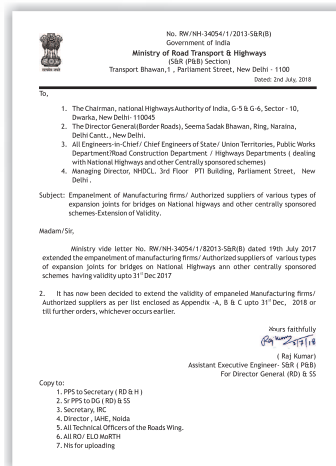 No. RW/NH-34054/1/2013-S&R(B)
Government of India
Ministry of Road Transport & Highways
(S&R (P&B) Section)
Transport Bhawan,1 , Parliament Street, New Delhi - 1100
Dated: 2nd July, 2018
To,
1. The Chairman, national Highways Authority of India, G-5 & G-6, Sector - 10,
Dwarka, New Delhi- 110045
2. The Director General(Border Roads), Seema Sadak Bhawan, Ring, Naraina,
Delhi Cantt., New Delhi.
3. All Engineers-in-Chief/ Chief Engineers of State/ Union Territories, Public Works
Department?Road Construction Department / Highways Departments ( dealing
with National Highways and other Centrally sponsored schemes)
4. Managing Director, NHDCL. 3rd Floor PTI Building, Parliament Street, New
Delhi .
Subject: Empanelment of Manufacturing firms/ Authorized suppliers of various types of
expansion joints for bridges on National higways and other centrally sponsored
schemes-Extension of Validity.
Madam/Sir,
Ministry vide letter No. RW/NH-34054/1/82013-S&R(B) dated 19th July 2017
extended the empanelment of manufacturing firms/ Authorized suppliers of various types
of expansion joints for bridges on National Highways ann other centrally sponsored
schemes having validity upto 31st Dec 2017
2. It has now been decided to extend the validity of empaneled Manufacturing firms/
Authorized suppliers as per list enclosed as Appendix -A, B & C upto 31st Dec, 2018 or
till further orders, whichever occurs earlier.
Yours faithfully
Raj Kumar
( Raj Kumar)
Assistant Executive Engineer- S&R ( P&B)
For Director General (RD) & SS
Copy to:
1. PPS to Secretary ( RD & H )
2. Sr PPS to DG ( RD) & SS
3. Secretary, IRC
4. Director , IAHE, Noida
5. All Technical Officers of the Roads Wing.
6. All RO/ ELO MoRTH
7. Nis for uploading